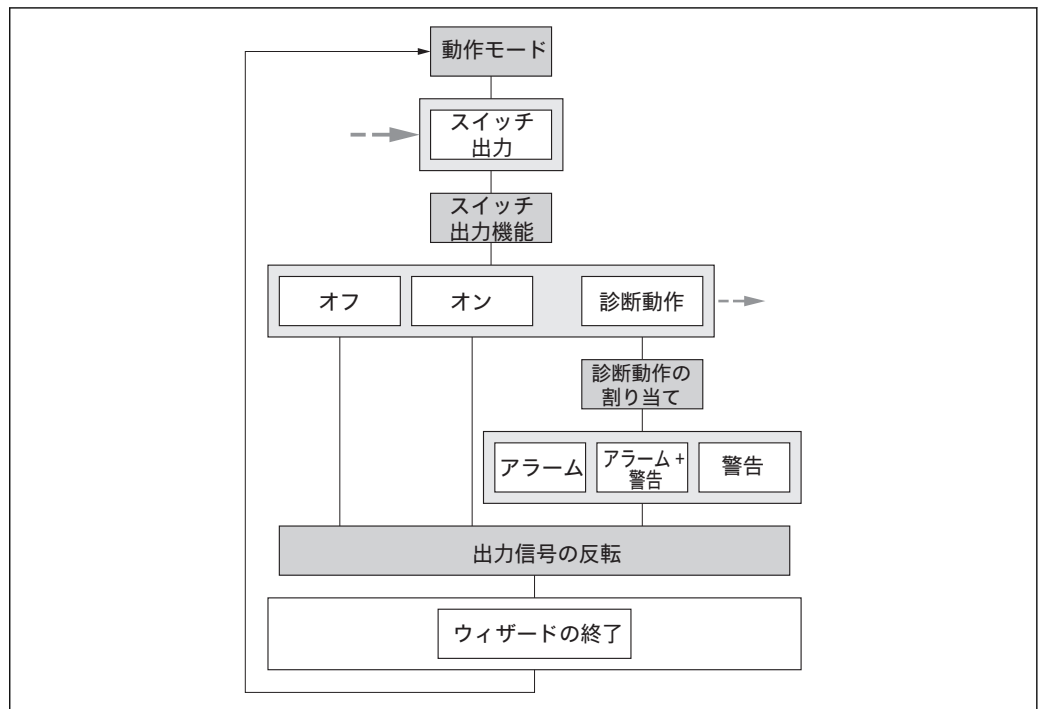 動作モード
スイッチ
出力
スイッチ
出力機能
オフ
オン
診断動作
診断動作の
割り当て
アラーム
アラーム +
警告
警告
出力信号の反転
ウィザードの終了